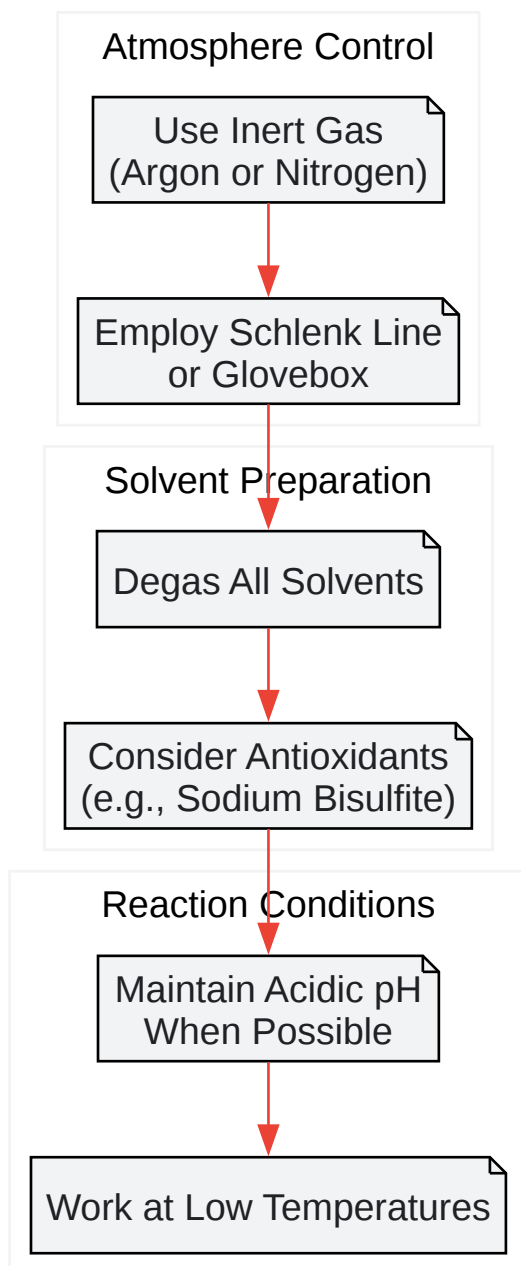 Atmosphere Control
Use Inert Gas
(Argon or Nitrogen)
Employ Schlenk Line
or Glovebox
Solvent Preparation
Degas All Solvents
Consider Antioxidants
(e.g., Sodium Bisulfite)
Reaction Conditions
Maintain Acidic pH
When Possible
Work at Low Temperatures